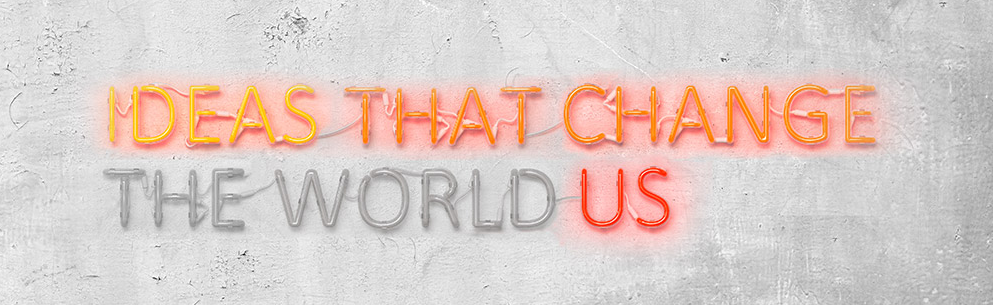 IDEAS THAT CHANGE
THE WORLD US